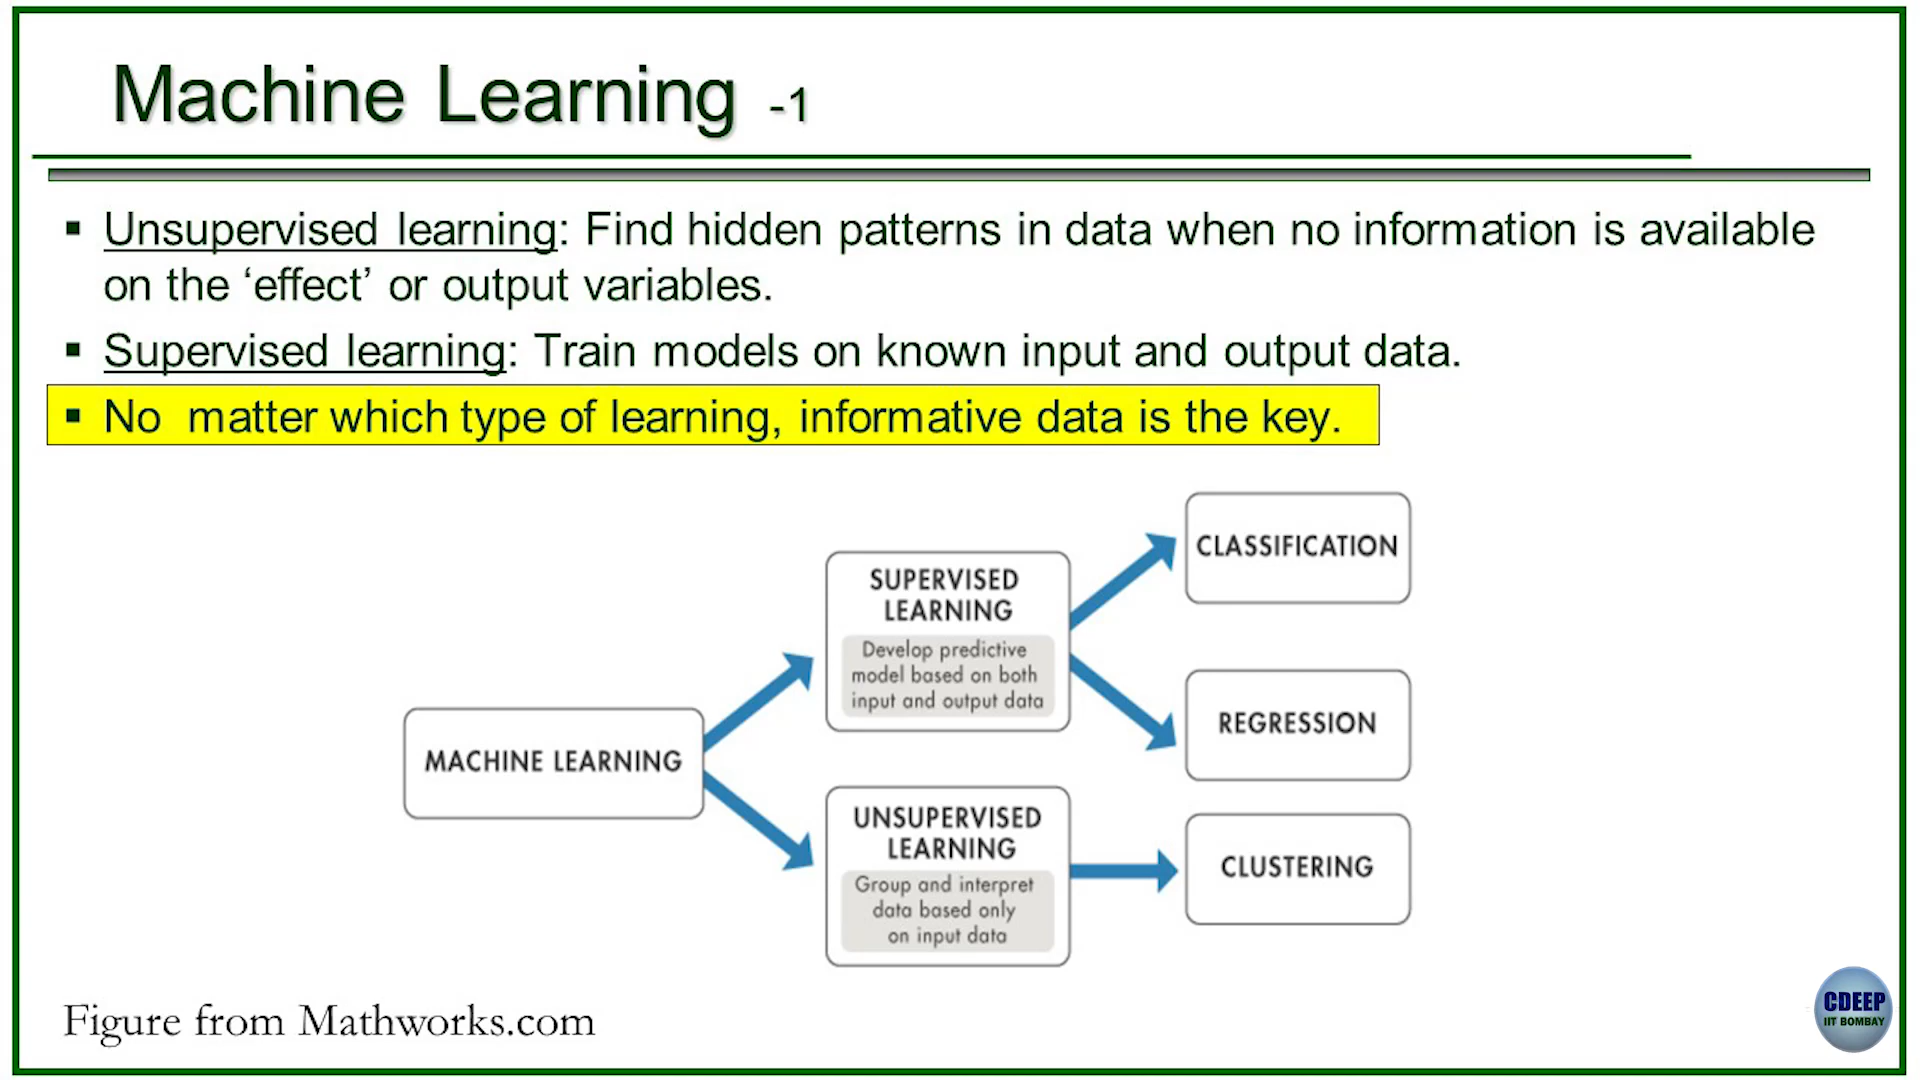 Machine Learning -1
▪ Unsupervised learning: Find hidden patterns in data when no information is available
on the ‘effect’ or output variables.
▪ Supervised learning: Train models on known input and output data.
▪ No matter which type of learning, informative data is the key.
CLASSIFICATION
SUPERVISED
LEARNING
Develop predictive
model based on both
input and output data
REGRESSION
MACHINE LEARNING
UNSUPERVISED
LEARNING
Group and interpret
data based only
on input data
CLUSTERING
Figure from Mathworks.com
CDEEP
IIT BOMBAY